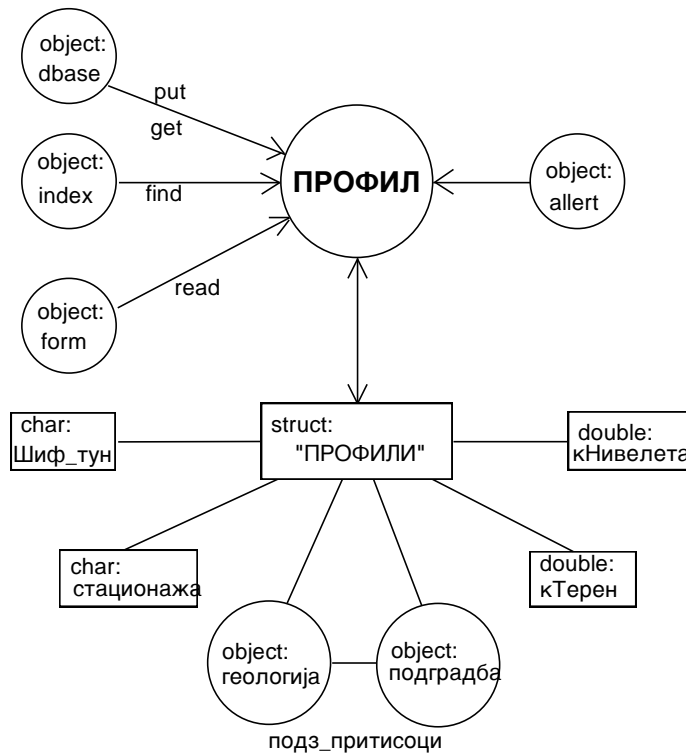 object:
dbase
put
get
object:
index
find
ПРОФИЛ
object:
allert
read
object:
form
char:
Шиф_тун
struct:
"ПРОФИЛИ"
double:
кНивелета
char:
стационажа
double:
кТерен
object:
геологија
object:
подградба
подз_притисоци